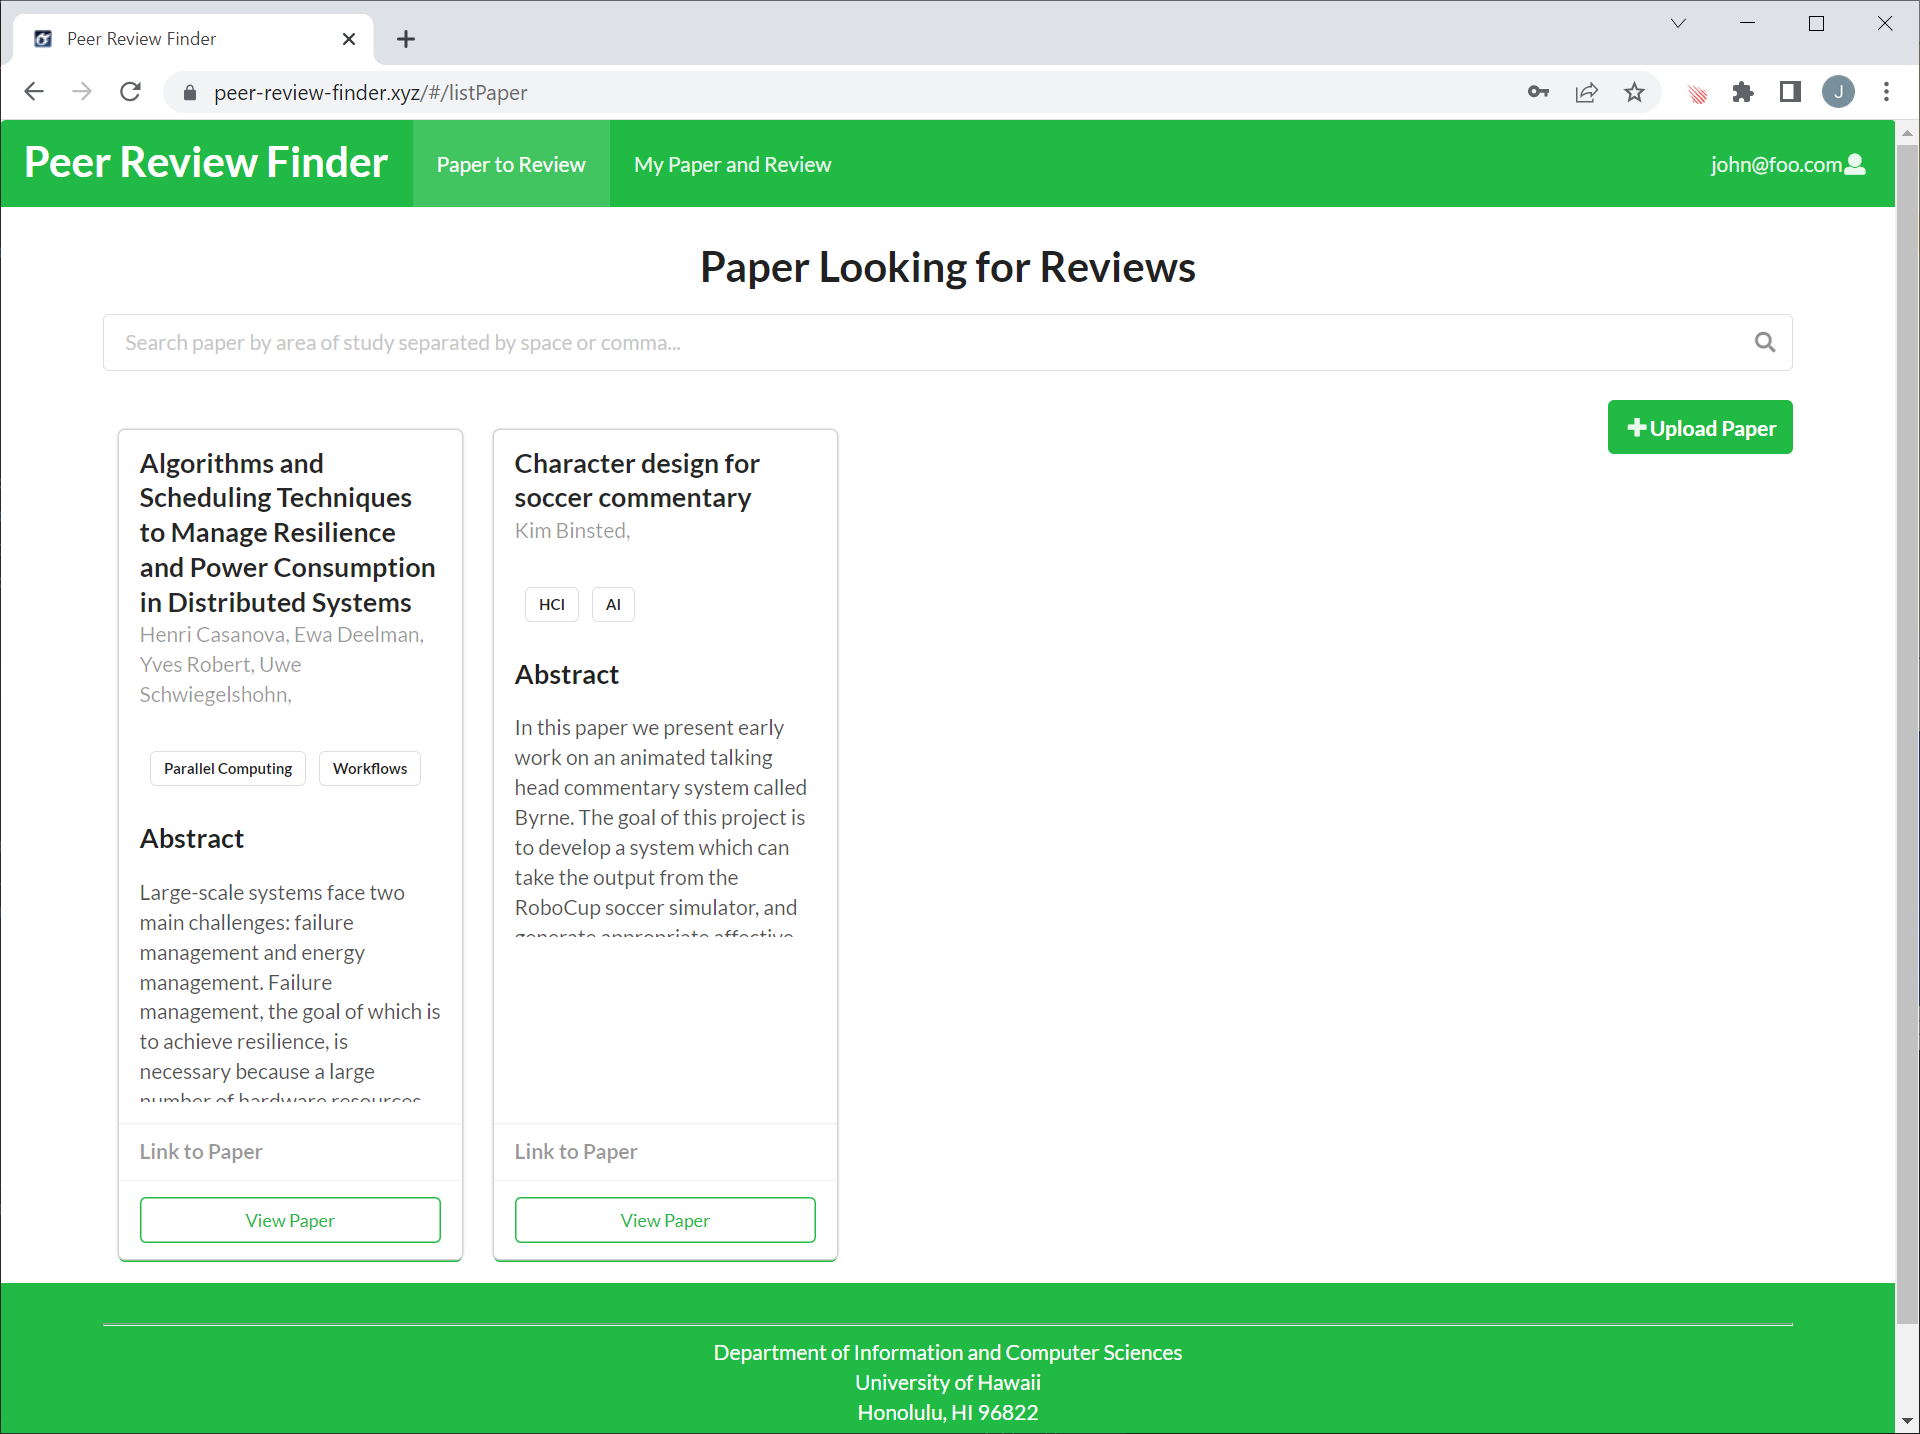 Peer Review Finder
peer-review-finder.xyz/#/listPaper
J
Peer Review Finder
Paper to Review
My Paper and Review
john@foo.com
Paper Looking for Reviews
Search paper by area of study separated by space or comma...
Upload Paper
Algorithms and
Scheduling Techniques
to Manage Resilience
and Power Consumption
in Distributed Systems
Henri Casanova, Ewa Deelman,
Yves Robert, Uwe
Schwiegelshohn,
Parallel Computing
Workflows
Abstract
Large-scale systems face two
main challenges: failure
management and energy
management. Failure
management, the goal of which is
to achieve resilience, is
necessary because a large
number of hardware resources
Link to Paper
View Paper
Character design for
soccer commentary
Kim Binsted,
HCI
AI
Abstract
In this paper we present early
work on an animated talking
head commentary system called
Byrne. The goal of this project is
to develop a system which can
take the output from the
RoboCup soccer simulator, and
generate appropriate affective
Link to Paper
View Paper
Department of Information and Computer Sciences
University of Hawaii
Honolulu, HI 96822